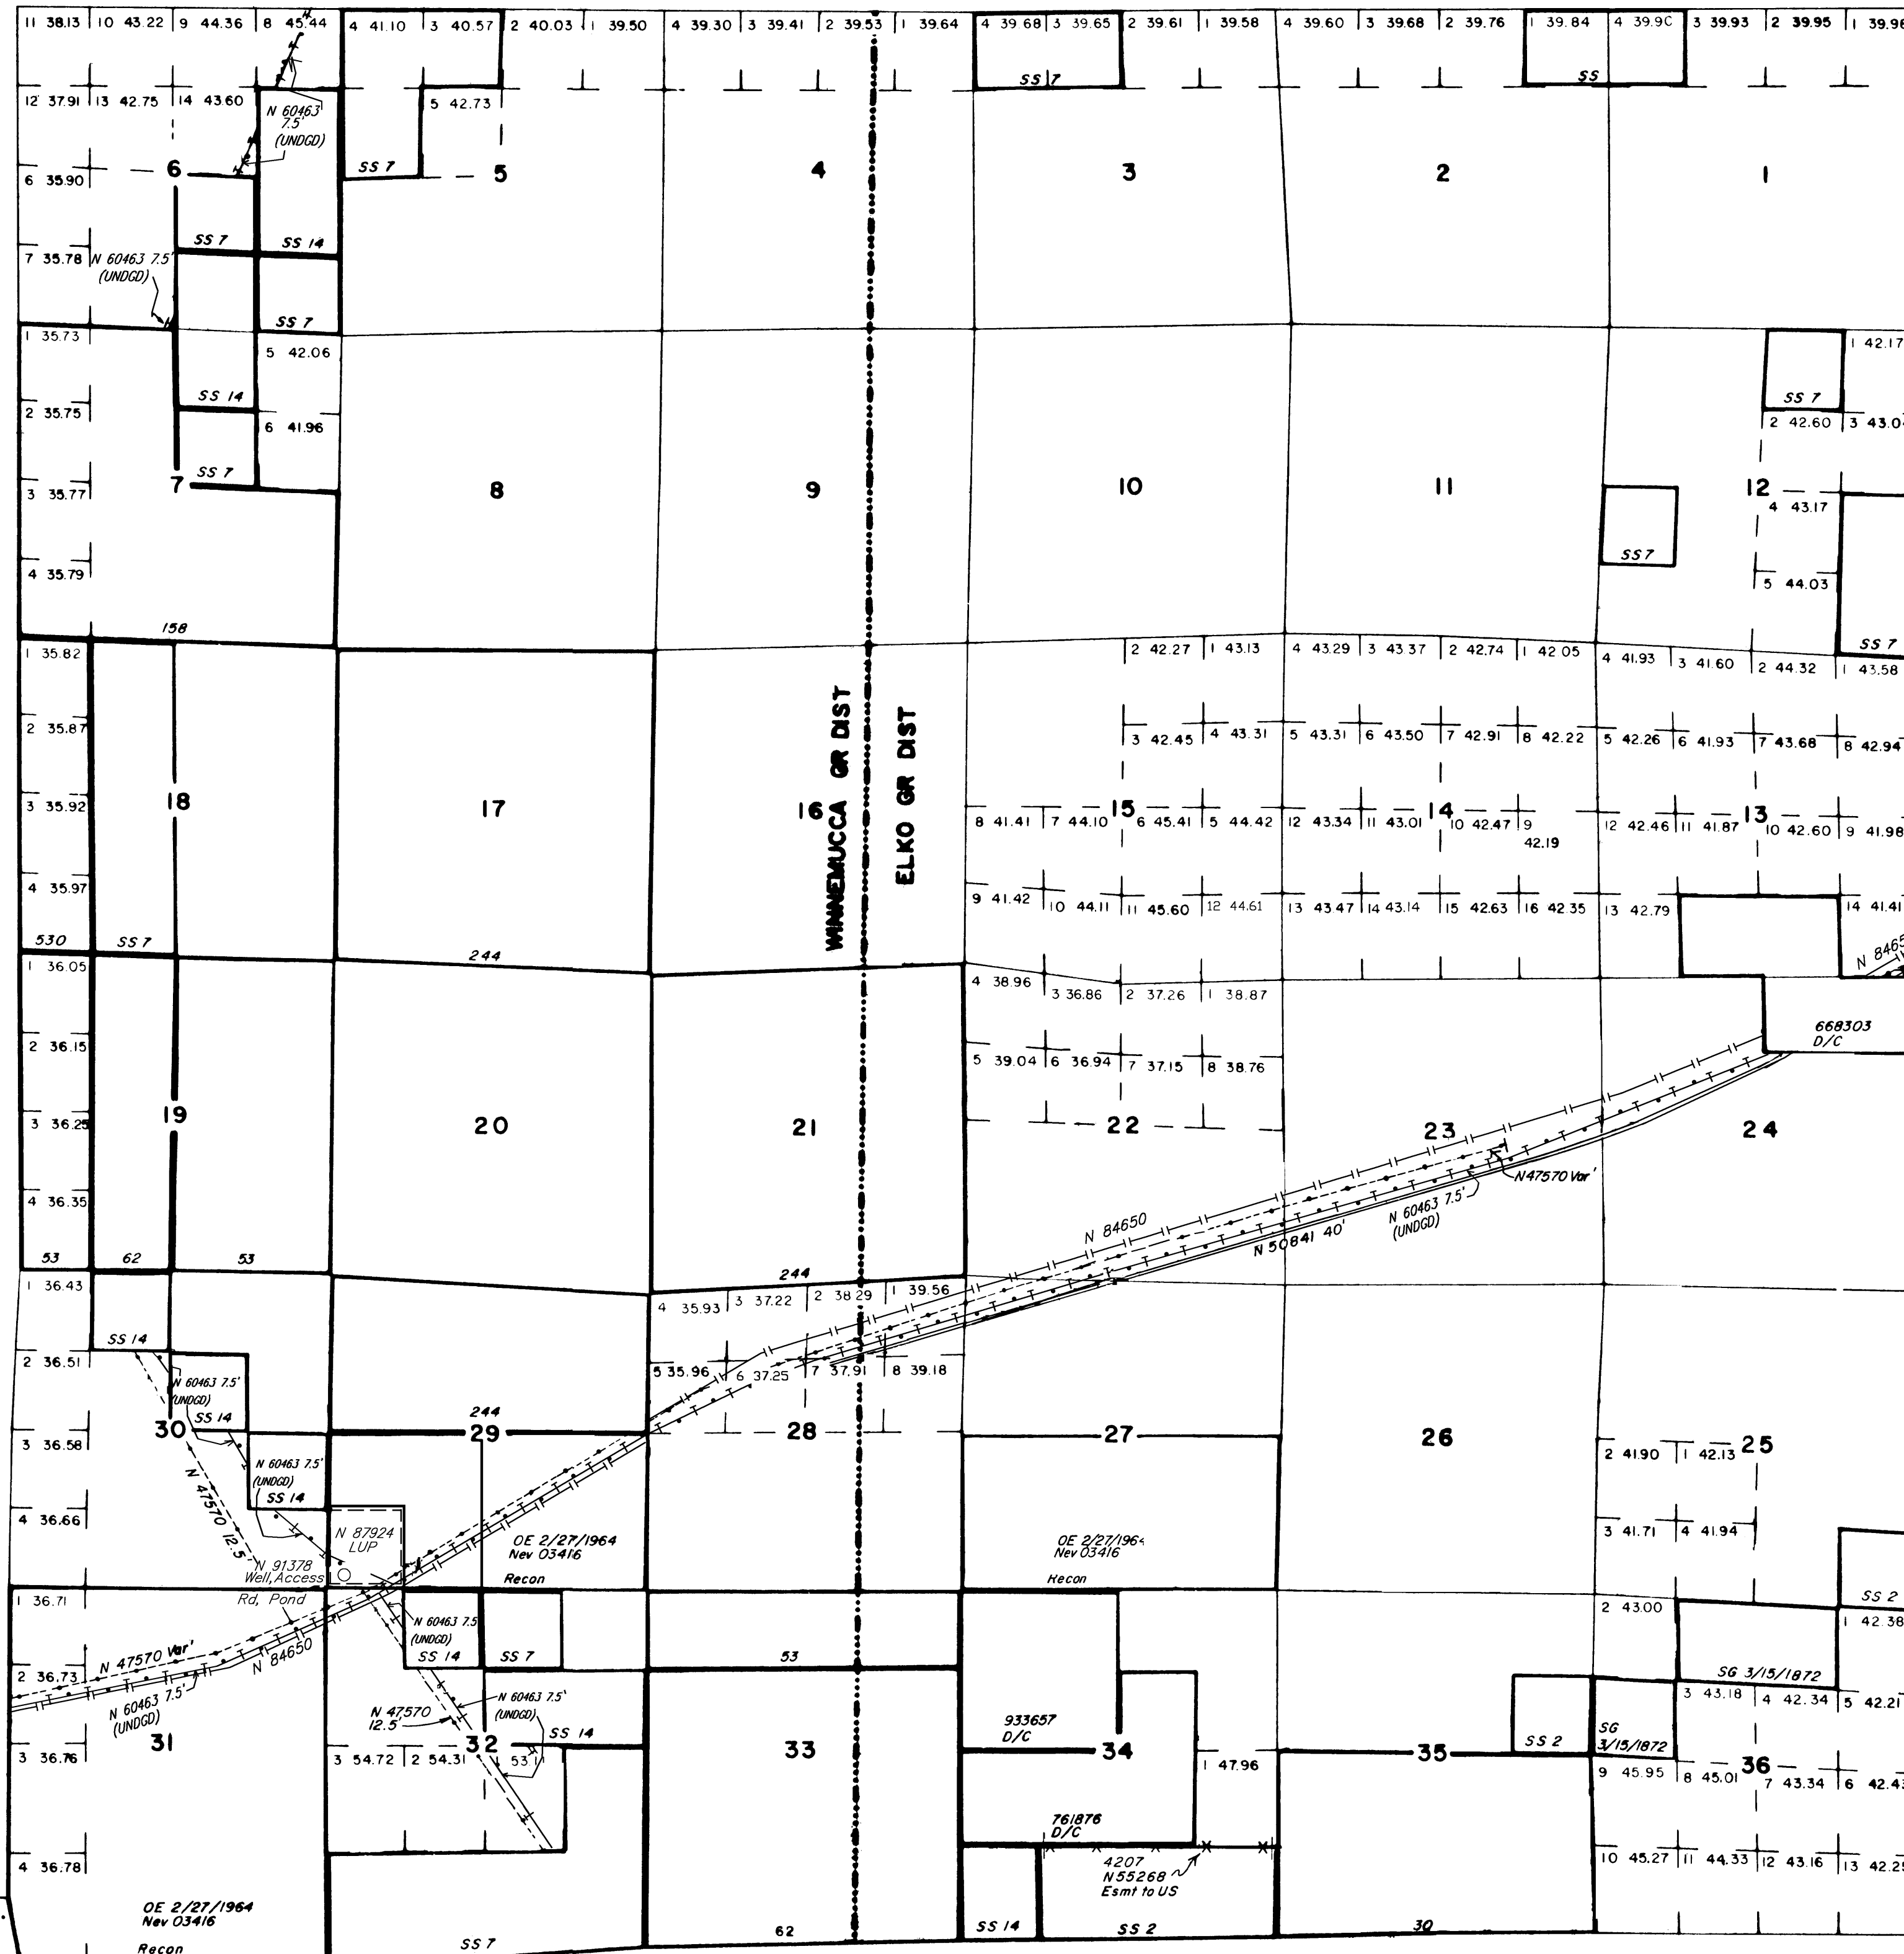 11 38.13 10 43.22 9 44.36 8 45.44 4 41.10 3 40.57 2 40.03 1 39.50 4 39.30 3 39.41 2 39.53 1 39.64 4 39.68 3 39.65 2 39.61 1 39.58 4 39.60 3 39.68 2 39.76 1 39.84 4 39.90 3 39.93 2 39.95 1 39.96
SS 7 SS
12 37.91 13 42.75 14 43.60 5 42.73
N 60463
7.5'
(UNDGD)
6 5 4 3 2 1
6 35.90 SS 7
SS 7 SS 14
7 35.78 N 60463 7.5'
(UNDGD)
SS 7
1 35.73 5 42.06 1 42.17
SS 14 SS 7
2 35.75 6 41.96 2 42.60
SS 7
3 35.77 7 8 9 10 11 12
4 43.17
SS 7
4 35.79 5 44.03
158 SS 7
1 35.82 2 42.27 1 43.13 4 43.29 3 43.37 2 42.74 1 42.05 4 41.93 3 41.60 2 44.32 1 43.58
WINNEMUCCA GR DIST
ELKO GR DIST
2 35.87 3 42.45 4 43.31 5 43.31 6 43.50 7 42.91 8 42.22 5 42.26 6 41.93 7 43.68 8 42.94
3 35.92 18 17 16 15 14 13
8 41.41 7 44.10 6 45.41 5 44.42 12 43.34 11 43.01 10 42.47 9 42.19 12 42.46 11 41.87 10 42.60 9 41.98
4 35.97 9 41.42 10 44.11 11 45.60 12 44.61 13 43.47 14 43.14 15 42.63 16 42.35 13 42.79 14 41.41
530 SS 7 244
N 8465
1 36.05 4 38.96 3 36.86 2 37.26 1 38.87
668303
D/C
2 36.15 5 39.04 6 36.94 7 37.15 8 38.76
3 36.25 19 20 21 22 23 24
N47570 Var'
4 36.35 N 84650 N 60463 7.5'
(UNDGD)
N 50841 40'
53 62 53 244
1 36.43 4 35.93 3 37.22 2 38.29 1 39.56
SS 14
2 36.51 5 35.96 6 37.25 7 37.91 8 39.18
N 60463 7.5'
(UNDGD)
SS 14 244
3 36.58 30 29 28 27 26 25
2 41.90 1 42.13
N 60463 7.5'
(UNDGD)
SS 14
N 47570 12.5'
4 36.66 3 41.71 4 41.94
N 87924
LUP
OE 2/27/1964
Nev 03416
Recon
OE 2/27/1964
Nev 03416
Recon
N 91378
Well, Access
Rd, Pond
1 36.71 2 43.00 SS 2
1 42.38
N 60463 7.5
(UNDGD)
SS 14 SS 7 53
N 47570 Var'
N 84650
2 36.73 SG 3/15/1872
N 60463 7.5'
(UNDGD)
N 60463 7.5'
(UNDGD)
3 43.18 4 42.34 5 42.21
N 47570
12.5'
SS 14
933657
D/C
SG
3/15/1872
SS 2
31 32 33 34 35 36
3 36.76 3 54.72 2 54.31 1 47.96 9 45.95 8 45.01 7 43.34
761876
D/C
4 36.78 10 45.27 11 44.33 12 43.16
4207
N55268
Esmt to US
OE 2/27/1964
Nev 03416
Recon
SS 7 62 SS 14 SS 2 30